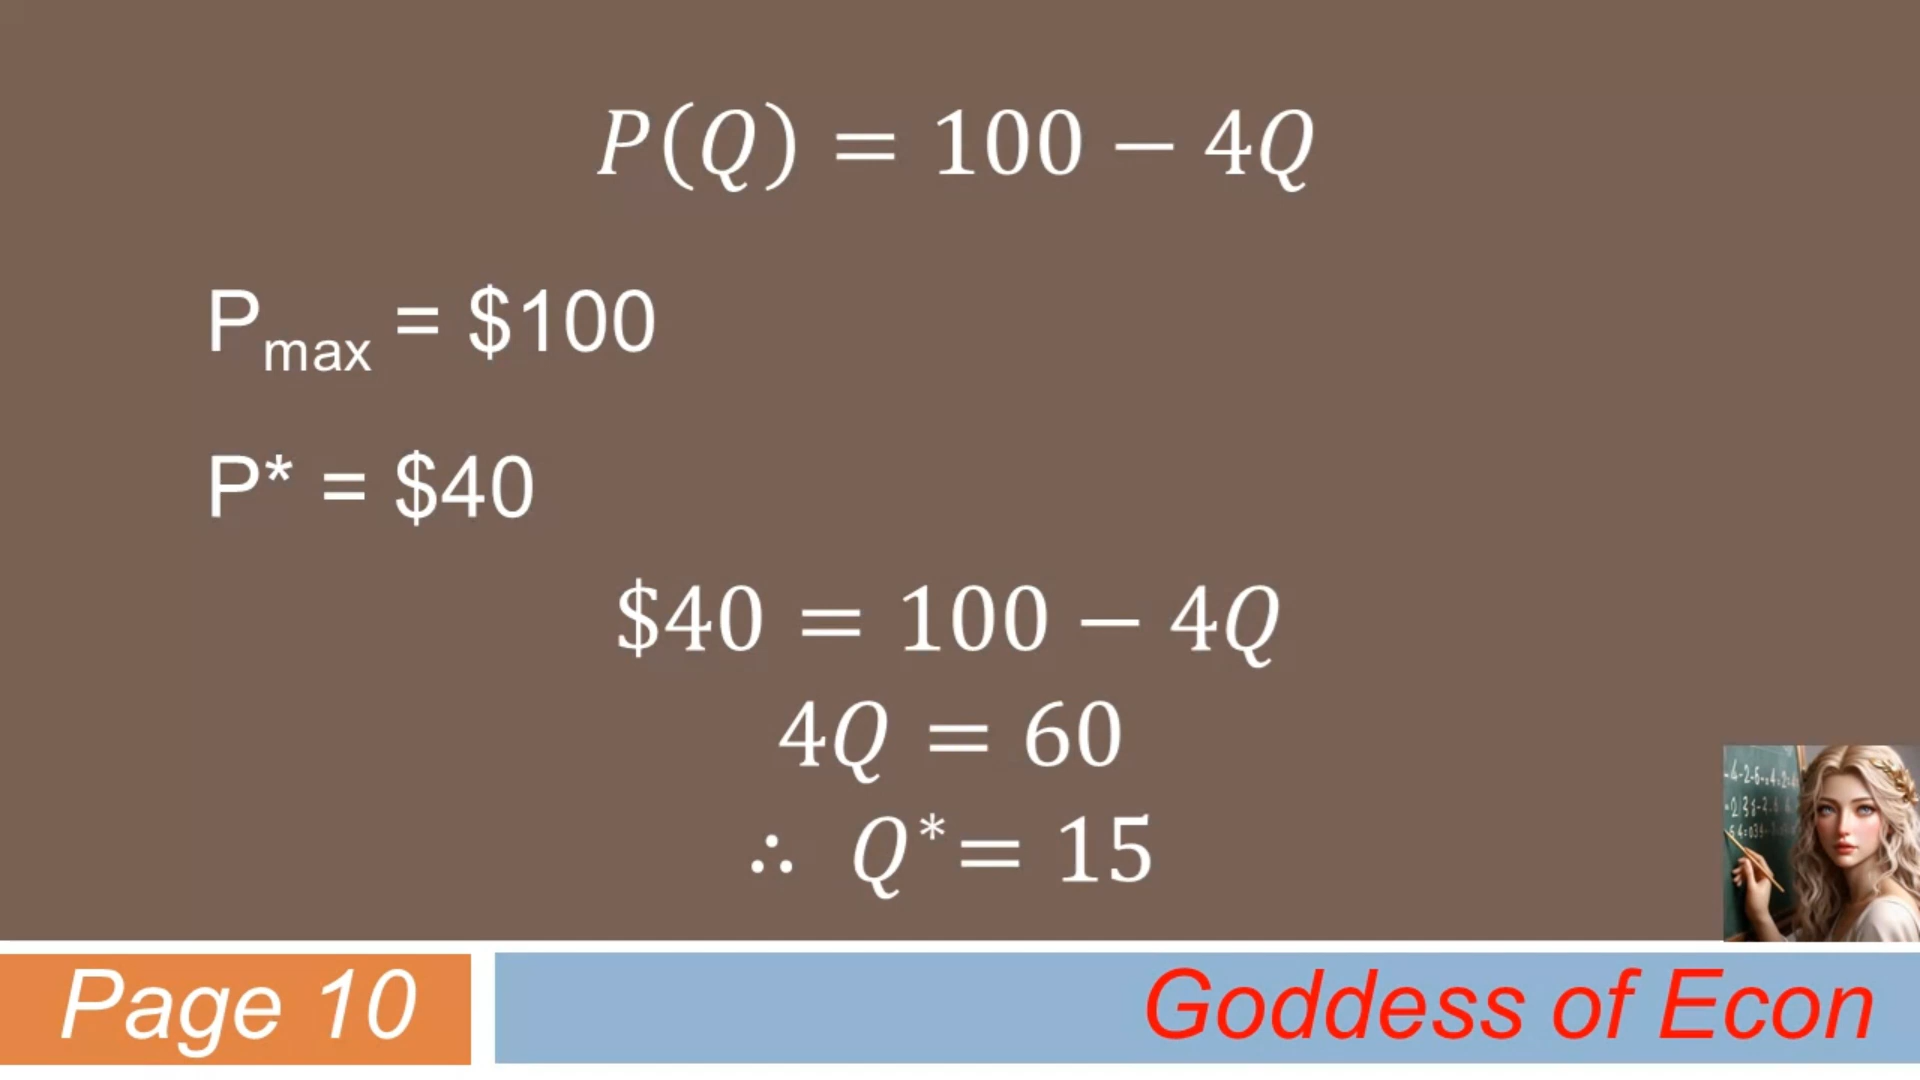 P(Q) = 100 − 4Q
Pmax = $100
P* = $40
$40 = 100 − 4Q
4Q = 60
∴ Q* = 15
Page 10
Goddess of Econ